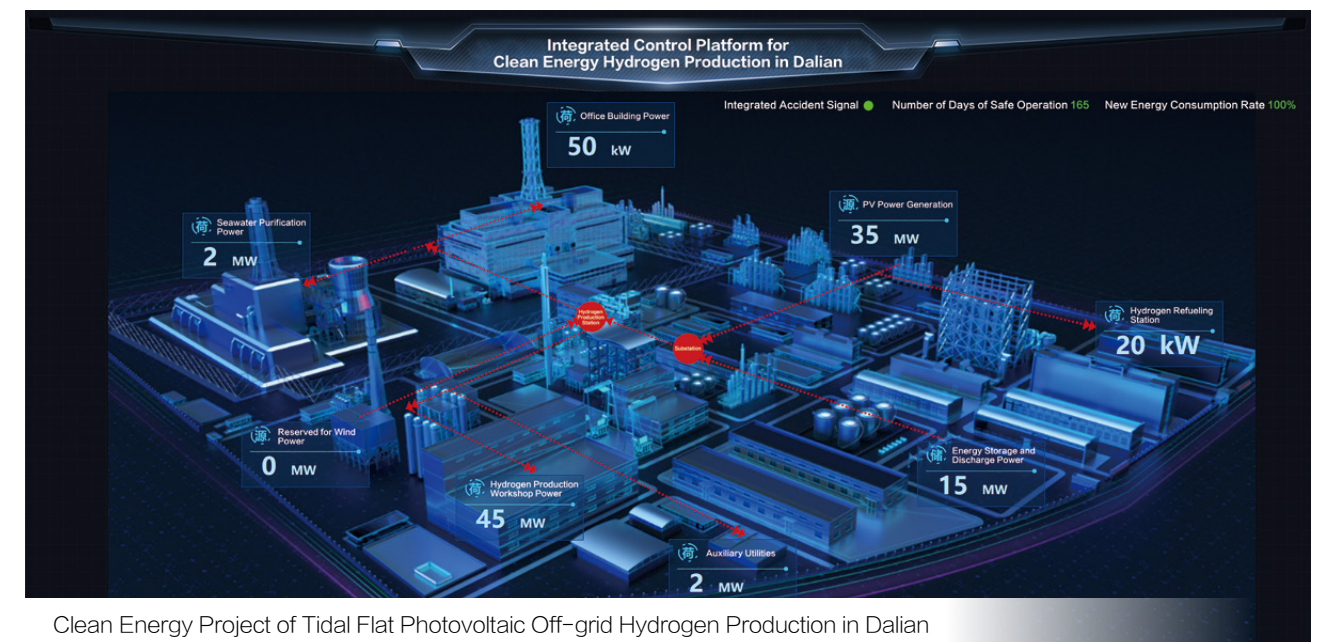 Integrated Control Platform for
Clean Energy Hydrogen Production in Dalian
Integrated Accident Signal
Number of Days of Safe Operation 165
New Energy Consumption Rate 100%
荷
Office Building Power
50 kW
荷
Seawater Purification
Power
2 MW
源
PV Power Generation
35 MW
荷
Hydrogen Refueling
Station
20 kW
Hydrogen
Production
Station
Substation
源
Reserved for Wind
Power
0 MW
荷
Hydrogen Production
Workshop Power
45 MW
储
Energy Storage and
Discharge Power
15 MW
荷
Auxiliary Utilities
2 MW
Clean Energy Project of Tidal Flat Photovoltaic Off-grid Hydrogen Production in Dalian